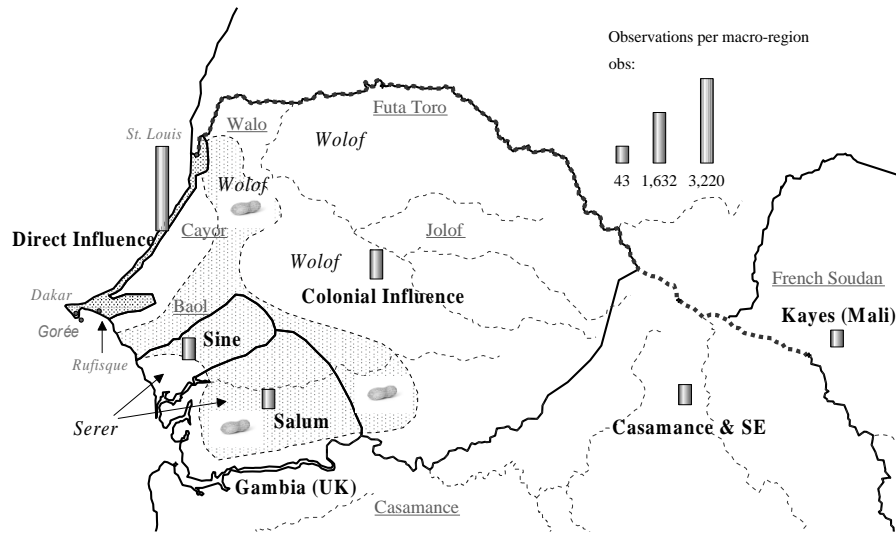 Observations per macro-region
obs:
43 1,632 3,220
Futa Toro
Walo
St. Louis
Wolof
Wolof
Direct Influence
Cayor
Jolof
Wolof
French Soudan
Colonial Influence
Dakar
Baol
Kayes (Mali)
Gorée
Sine
Rufisque
Serer
Salum
Casamance & SE
Gambia (UK)
Casamance